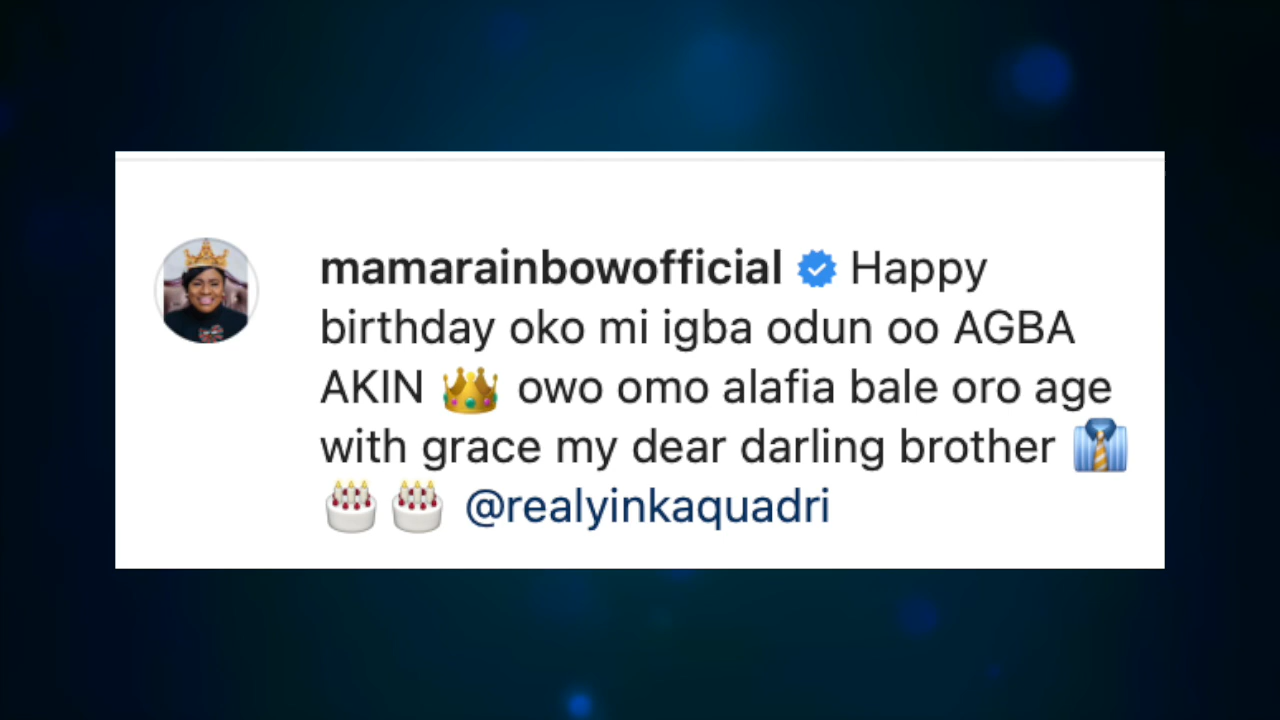 mamarainbowofficial Happy
birthday oko mi igba odun oo AGBA
AKIN 👑 owo omo alafia bale oro age
with grace my dear darling brother 👔
🎂🎂 @realyinkaquadri